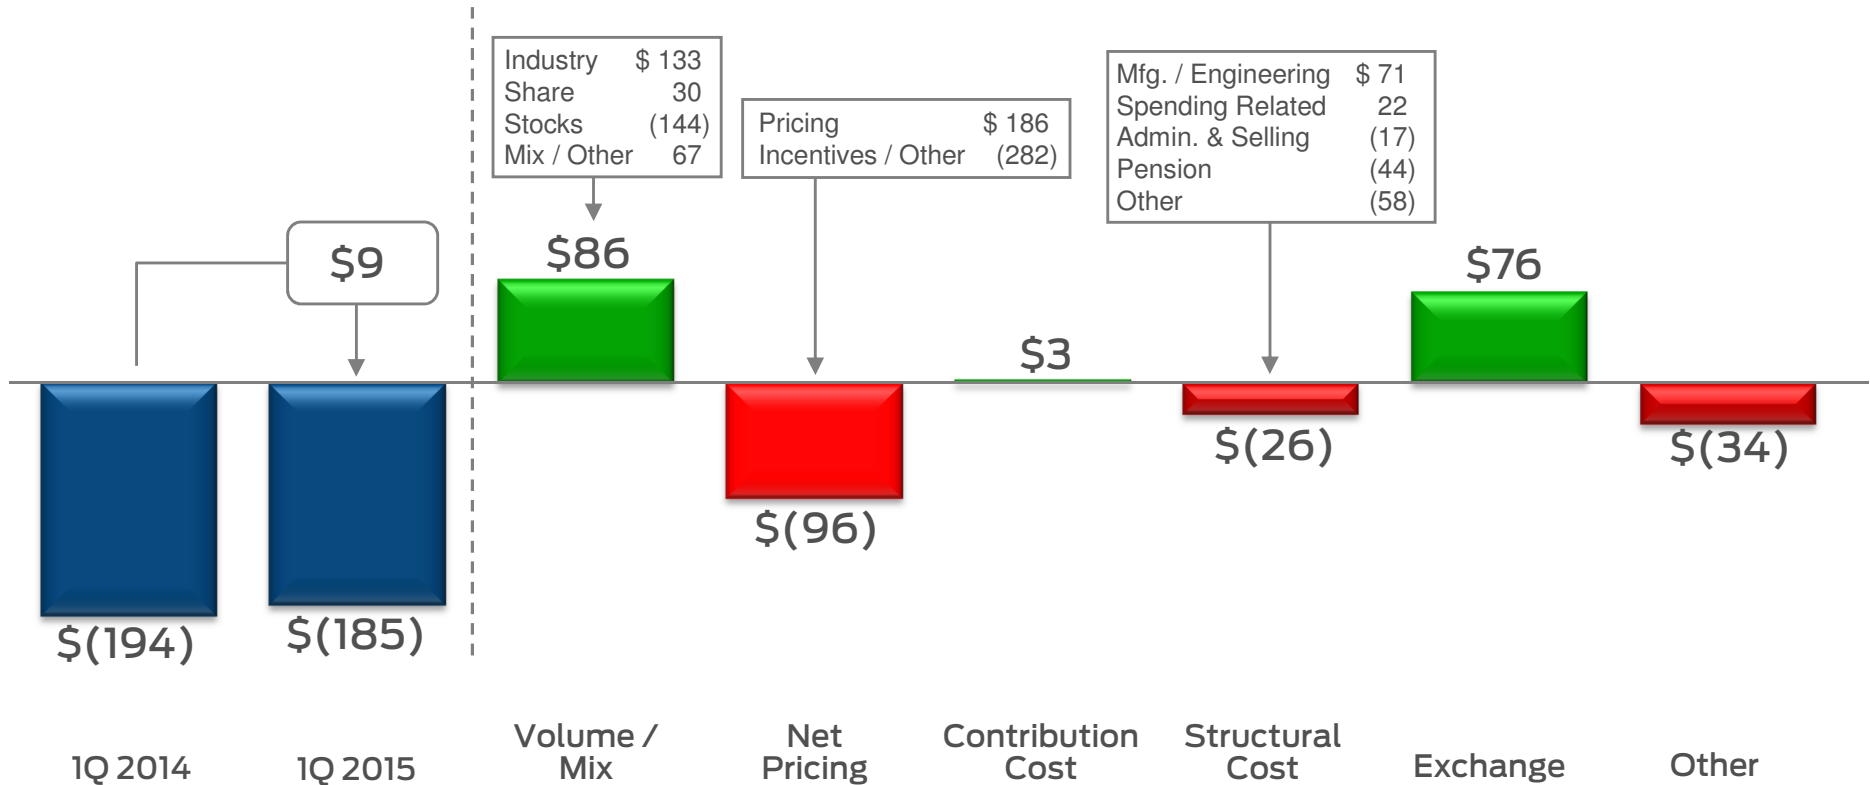 Industry $ 133
Share 30
Stocks (144)
Mix / Other 67
Pricing $ 186
Incentives / Other (282)
Mfg. / Engineering $ 71
Spending Related 22
Admin. & Selling (17)
Pension (44)
Other (58)
$9
$86
$76
$3
$(26)
$(34)
$(96)
$(194)
$(185)
1Q 2014
1Q 2015
Volume /
Mix
Net
Pricing
Contribution
Cost
Structural
Cost
Exchange
Other